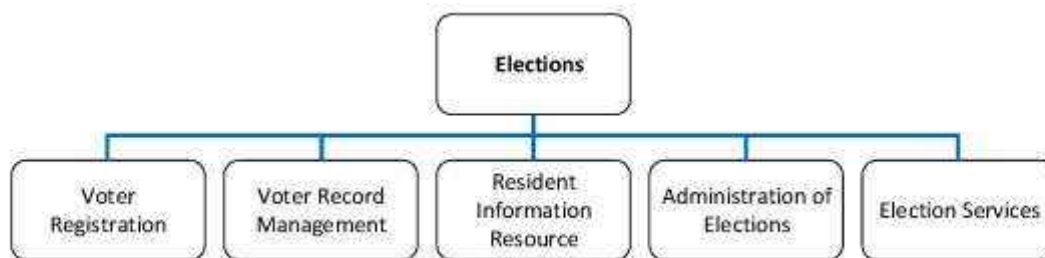 Elections
Voter
Registration
Voter Record
Management
Resident
Information
Resource
Administration of
Elections
Election Services